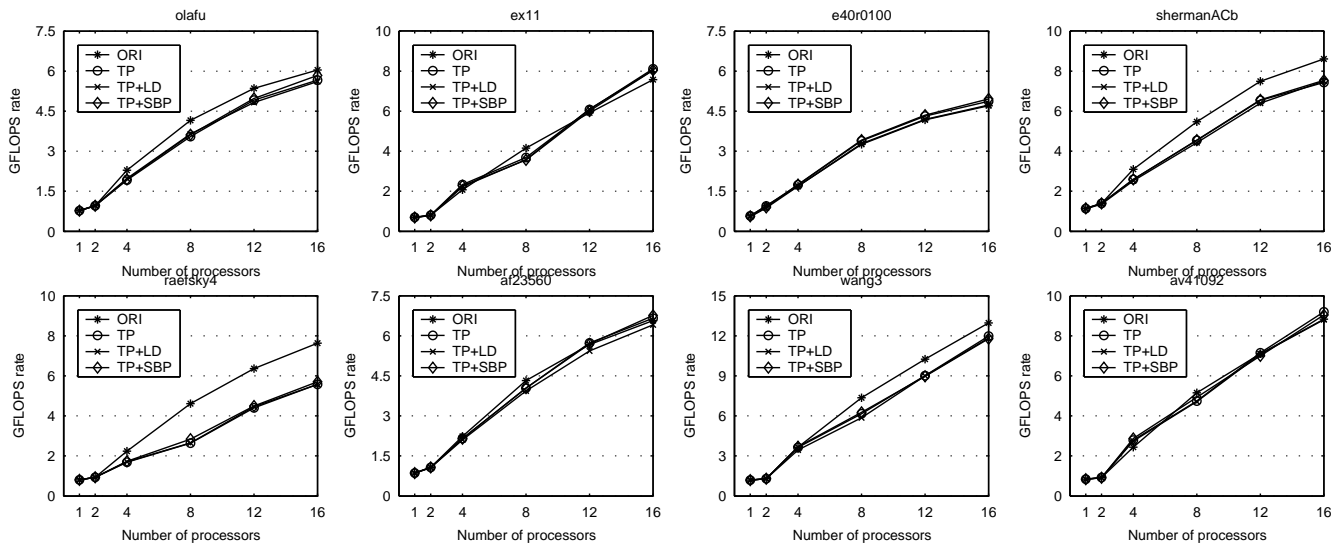 olafu
7.5
6
4.5
3
1.5
0
GFLOPS rate
ORI
TP
TP+LD
TP+SBP
1 2 4 8 12 16
Number of processors
ex11
10
8
6
4
2
0
GFLOPS rate
ORI
TP
TP+LD
TP+SBP
1 2 4 8 12 16
Number of processors
e40r0100
7.5
6
4.5
3
1.5
0
GFLOPS rate
ORI
TP
TP+LD
TP+SBP
1 2 4 8 12 16
Number of processors
shermanACb
10
8
6
4
2
0
GFLOPS rate
ORI
TP
TP+LD
TP+SBP
1 2 4 8 12 16
Number of processors
raefsky4
10
8
6
4
2
0
GFLOPS rate
ORI
TP
TP+LD
TP+SBP
1 2 4 8 12 16
Number of processors
af23560
7.5
6
4.5
3
1.5
0
GFLOPS rate
ORI
TP
TP+LD
TP+SBP
1 2 4 8 12 16
Number of processors
wang3
15
12
9
6
3
0
GFLOPS rate
ORI
TP
TP+LD
TP+SBP
1 2 4 8 12 16
Number of processors
av41092
10
8
6
4
2
0
GFLOPS rate
ORI
TP
TP+LD
TP+SBP
1 2 4 8 12 16
Number of processors